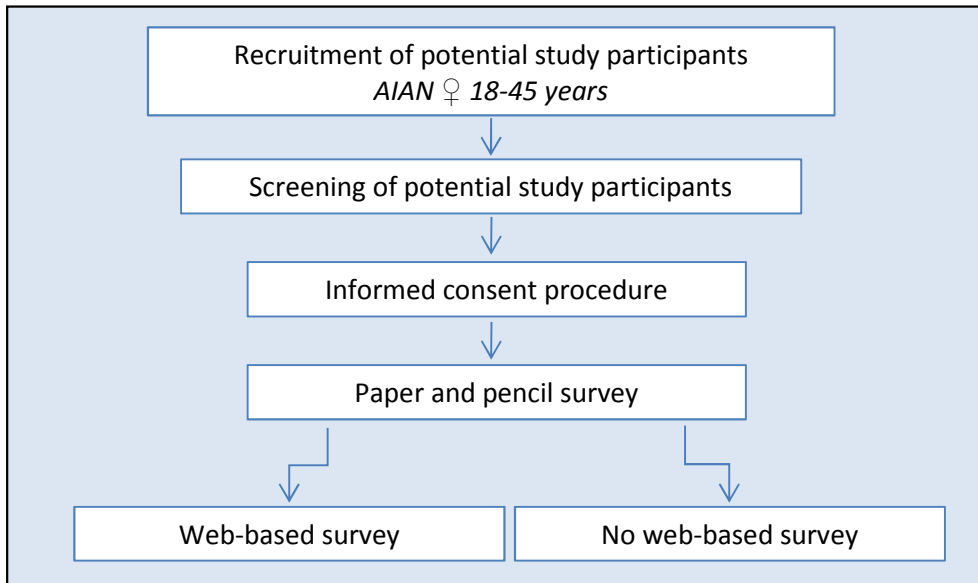 Recruitment of potential study participants
AIAN ♀ 18-45 years
Screening of potential study participants
Informed consent procedure
Paper and pencil survey
Web-based survey
No web-based survey